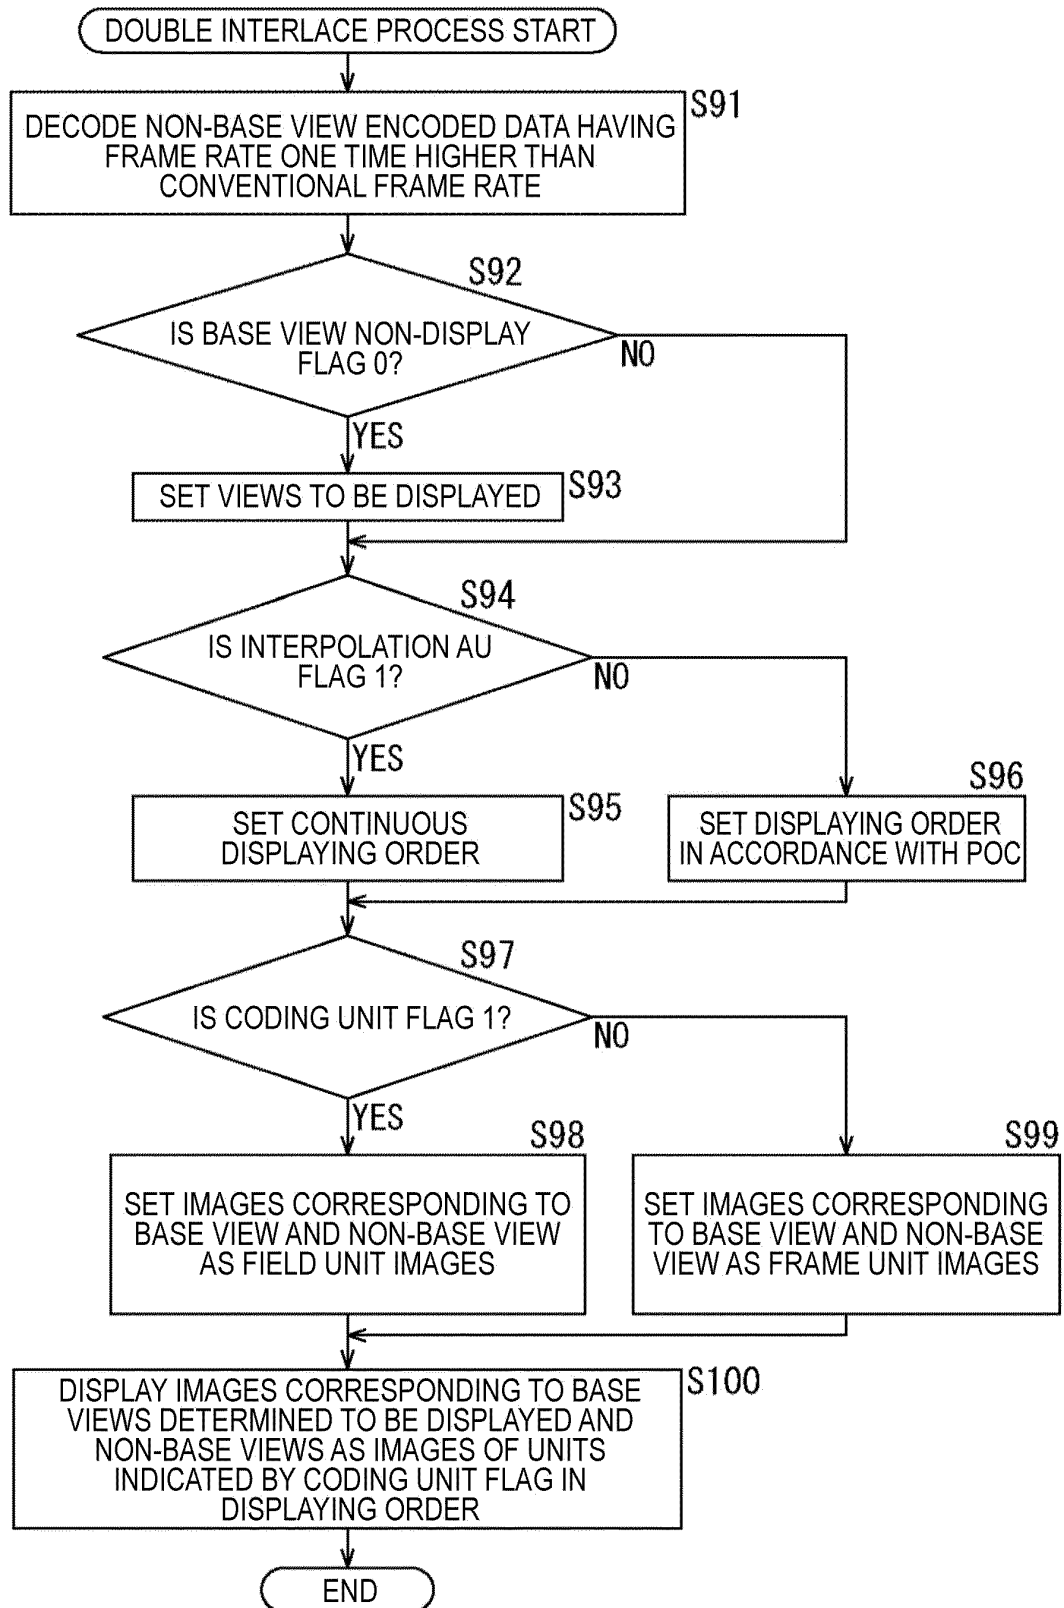 DOUBLE INTERLACE PROCESS START
S91
DECODE NON-BASE VIEW ENCODED DATA HAVING
FRAME RATE ONE TIME HIGHER THAN
CONVENTIONAL FRAME RATE
S92
IS BASE VIEW NON-DISPLAY
FLAG 0?
NO
YES
SET VIEWS TO BE DISPLAYED
S93
S94
IS INTERPOLATION AU
FLAG 1?
NO
YES
S95
SET CONTINUOUS
DISPLAYING ORDER
S96
SET DISPLAYING ORDER
IN ACCORDANCE WITH POC
S97
IS CODING UNIT FLAG 1?
NO
YES
S98
SET IMAGES CORRESPONDING TO
BASE VIEW AND NON-BASE VIEW
AS FIELD UNIT IMAGES
S99
SET IMAGES CORRESPONDING
TO BASE VIEW AND NON-BASE
VIEW AS FRAME UNIT IMAGES
S100
DISPLAY IMAGES CORRESPONDING TO BASE
VIEWS DETERMINED TO BE DISPLAYED AND
NON-BASE VIEWS AS IMAGES OF UNITS
INDICATED BY CODING UNIT FLAG IN
DISPLAYING ORDER
END